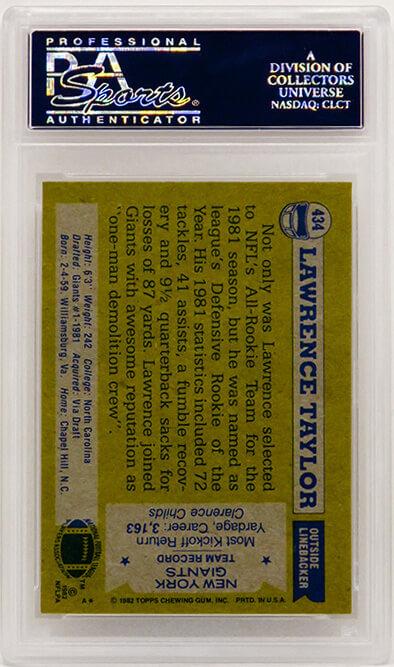 PROFESSIONAL
PSA
Sports®
AUTHENTICATOR
A
DIVISION OF
COLLECTORS
UNIVERSE
NASDAQ: CLCT
434
LAWRENCE TAYLOR
OUTSIDE
LINEBACKER
Not only was Lawrence selected
to NFL's All-Rookie Team for the
1981 season, but he was named as
league's Defensive Rookie of the
Year. His 1981 statistics included 72
tackles, 41 assists, a fumble recov-
ery and 9½ quarterback sacks for
losses of 87 yards. Lawrence joined
Giants with awesome reputation as
"one-man demolition crew".
Height: 6'3" Weight: 242 College: North Carolina
Drafted: Giants #1-1981 Acquired: Via Draft
Born: 2-4-59, Williamsburg, Va. Home: Chapel Hill, N.C.
NEW YORK
GIANTS
TEAM RECORD
Most Kickoff Return
Yardage, Career: 3,163
Clarence Childs
© 1982 TOPPS CHEWING GUM, INC. PRTD. IN U.S.A.
TM
©
1982
NFLPA
A*